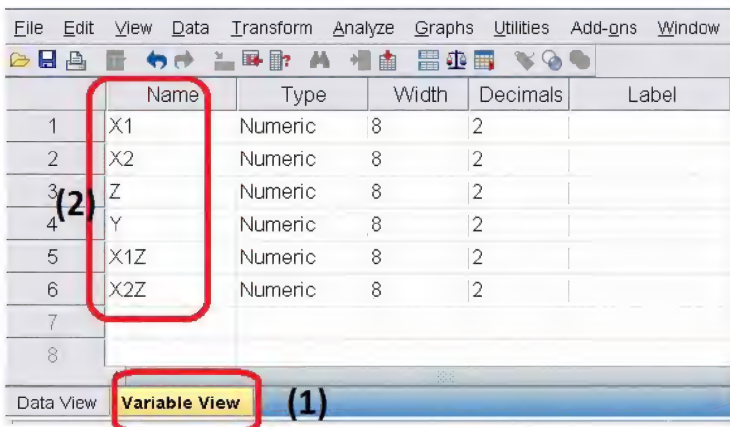 File Edit View Data Transform Analyze Graphs Utilities Add-ons Window
Name Type Width Decimals Label
1 X1 Numeric 8 2
2 X2 Numeric 8 2
3 Z Numeric 8 2
(2)
4 Y Numeric 8 2
5 X1Z Numeric 8 2
6 X2Z Numeric 8 2
7
8
Data View Variable View (1)